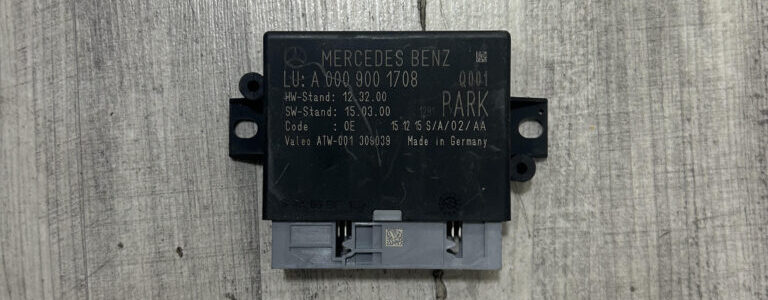 MERCEDES BENZ
LU: A 000 900 1708 Q001
HW-Stand: 12.32.00 PARK
SW-Stand: 15.03.00
Code : 0E 15 12 15 S/A/02/AA
Valeo ATW-001 305039 Made in Germany